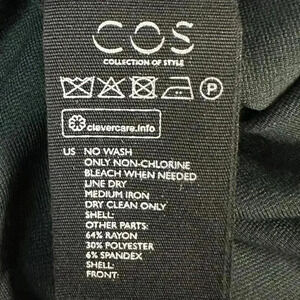 COS
COLLECTION OF STYLE
P
clevercare.info
US NO WASH
ONLY NON-CHLORINE
BLEACH WHEN NEEDED
LINE DRY
MEDIUM IRON
DRY CLEAN ONLY
SHELL:
OTHER PARTS:
64% RAYON
30% POLYESTER
6% SPANDEX
SHELL:
FRONT: